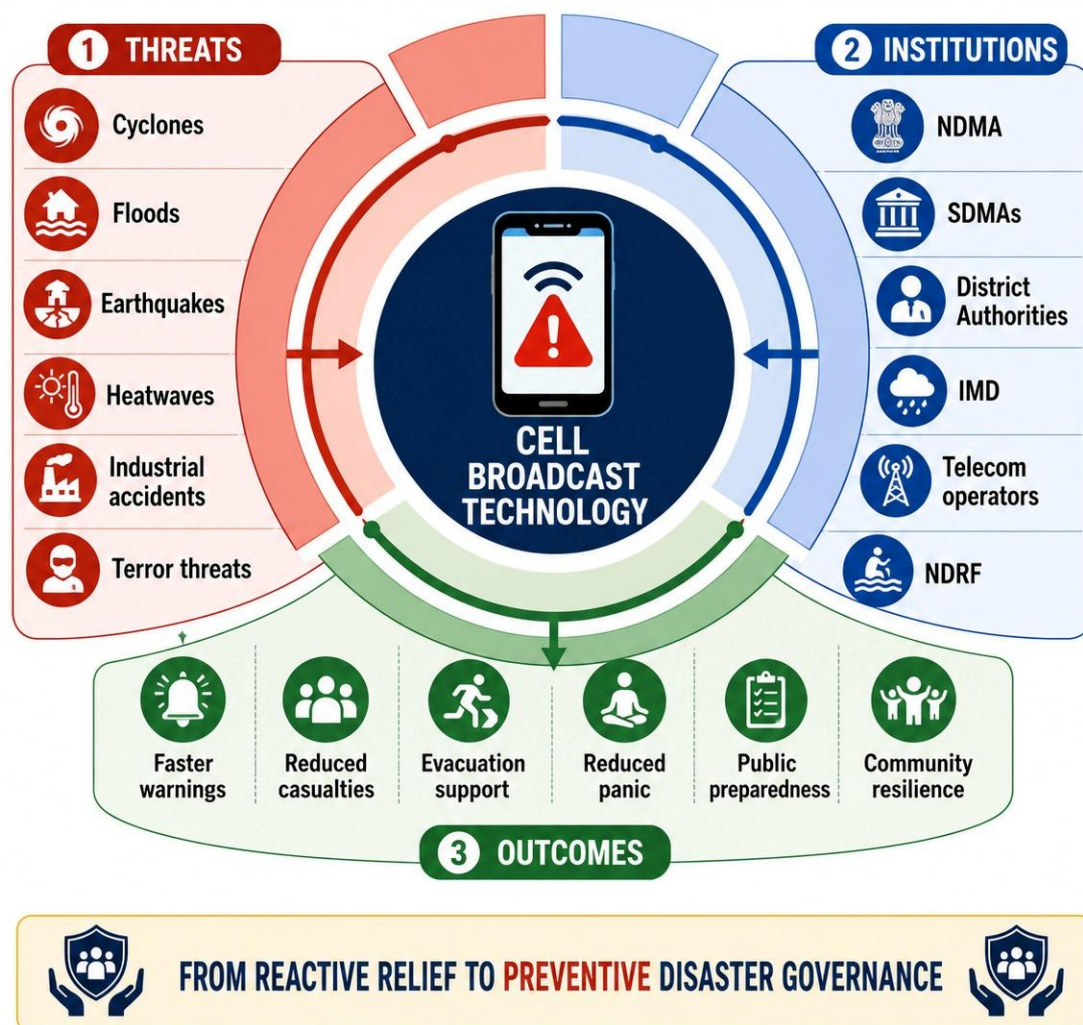 1 THREATS
Cyclones
Floods
Earthquakes
Heatwaves
Industrial
accidents
Terror threats
2 INSTITUTIONS
NDMA
SDMAs
District
Authorities
IMD
Telecom
operators
NDRF
CELL
BROADCAST
TECHNOLOGY
Faster
warnings
Reduced
casualties
Evacuation
support
Reduced
panic
Public
preparedness
Community
resilience
3 OUTCOMES
FROM REACTIVE RELIEF TO PREVENTIVE DISASTER GOVERNANCE